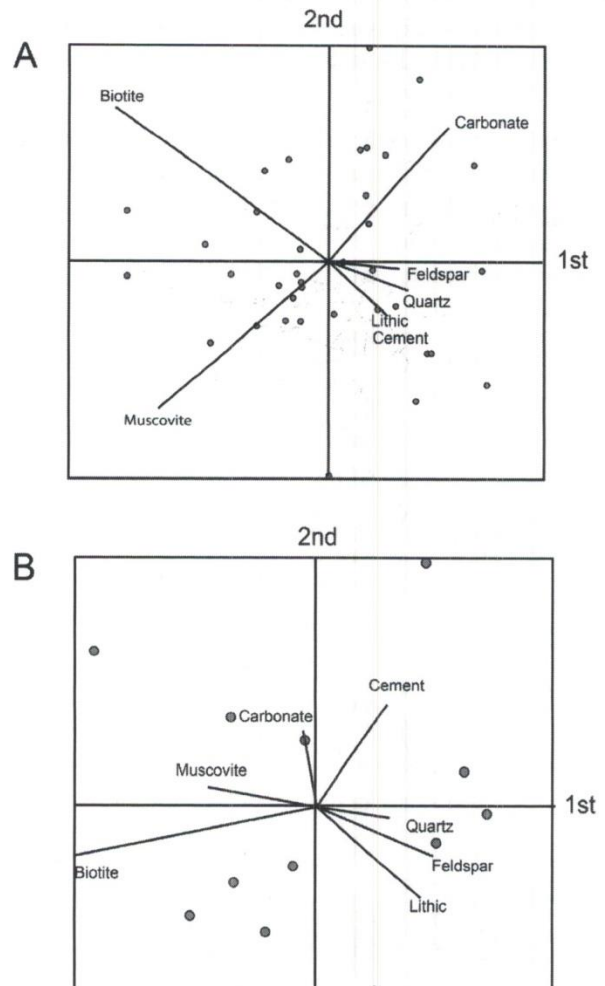 2nd
A
Biotite
Carbonate
1st
Feldspar
Quartz
Lithic
Cement
Muscovite
2nd
B
Cement
Carbonate
Muscovite
1st
Quartz
Feldspar
Biotite
Lithic